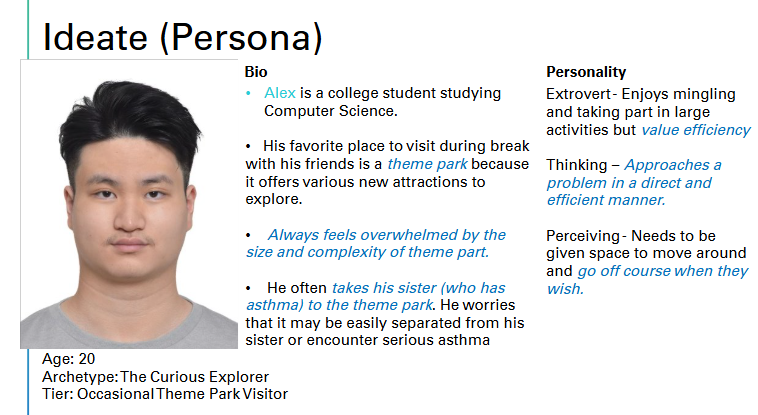 Ideate (Persona)
Bio
• Alex is a college student studying
Computer Science.
• His favorite place to visit during break
with his friends is a theme park because
it offers various new attractions to
explore.
• Always feels overwhelmed by the
size and complexity of theme part.
• He often takes his sister (who has
asthma) to the theme park. He worries
that it may be easily separated from his
sister or encounter serious asthma
Personality
Extrovert- Enjoys mingling
and taking part in large
activities but value efficiency
Thinking – Approaches a
problem in a direct and
efficient manner.
Perceiving- Needs to be
given space to move around
and go off course when they
wish.
Age: 20
Archetype: The Curious Explorer
Tier: Occasional Theme Park Visitor